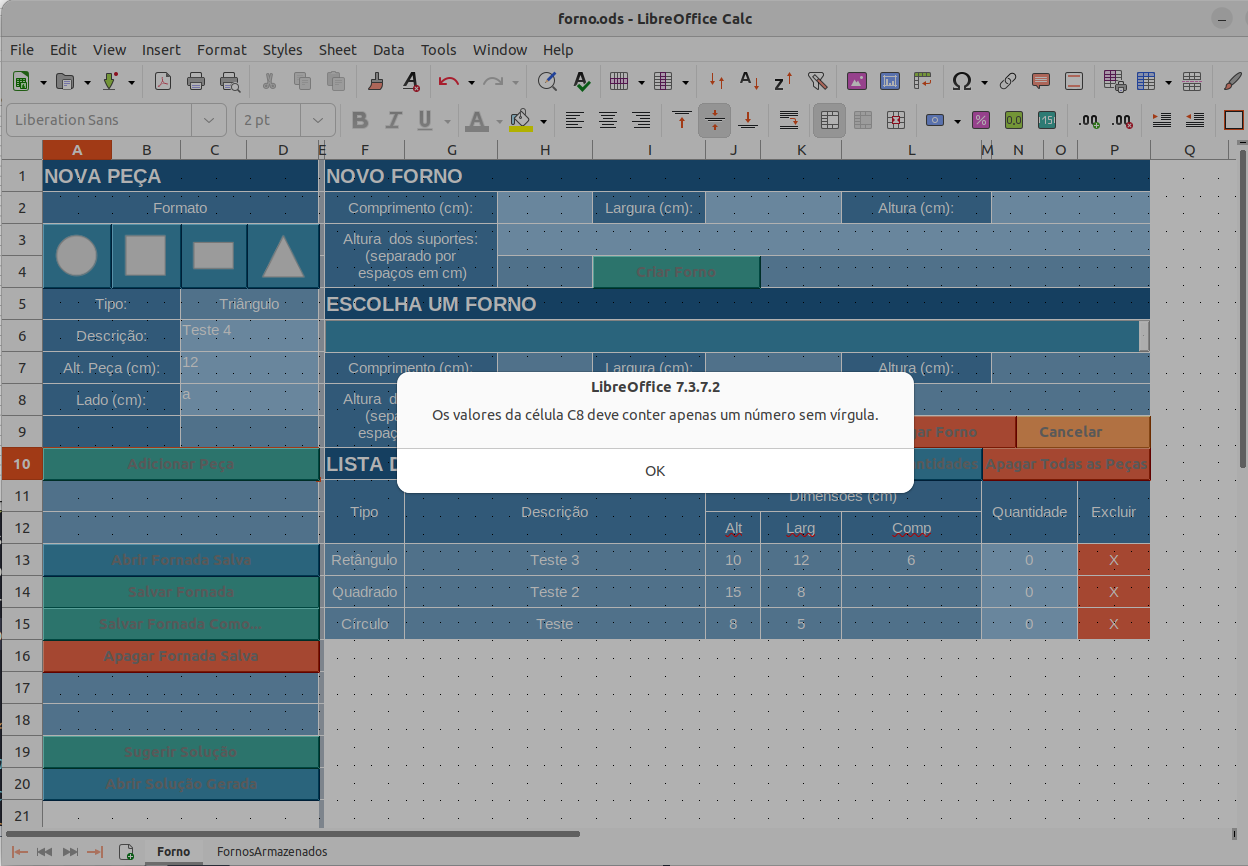 forno.ods - LibreOffice Calc
File Edit View Insert Format Styles Sheet Data Tools Window Help
Liberation Sans 2 pt
A B C D E F G H I J K L M N O P Q
1 NOVA PEÇA NOVO FORNO
2 Formato Comprimento (cm): Largura (cm): Altura (cm):
3 Altura dos suportes:
(separado por
4 espaços em cm) Criar Forno
5 Tipo: Triângulo ESCOLHA UM FORNO
6 Descrição: Teste 4
7 Alt. Peça (cm): 12 Comprimento (cm): Largura (cm): Altura (cm):
LibreOffice 7.3.7.2
8 Lado (cm): a Altura
Os valores da célula C8 deve conter apenas um número sem vírgula.
9 Forno Cancelar
10 Adicionar Peça LISTA Apagar Todas as Peças
OK
11 Tipo Descrição Dimensões (cm) Quantidade Excluir
12 Alt Larg Comp
13 Abrir Fornada Salva Retângulo Teste 3 10 12 6 0 X
14 Salvar Fornada Quadrado Teste 2 15 8 0 X
15 Salvar Fornada Como... Círculo Teste 8 5 0 X
16 Apagar Fornada Salva
17
18
19 Sugerir Solução
20 Abrir Solução Gerada
21
Forno FornosArmazenados